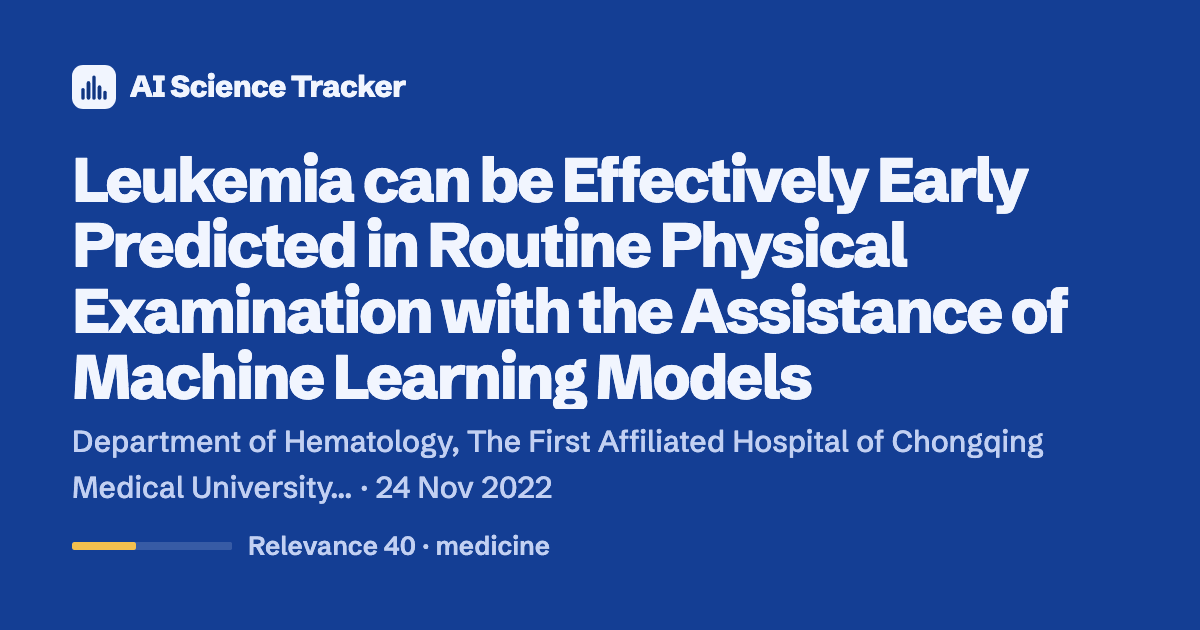 AI Science Tracker
Leukemia can be Effectively Early
Predicted in Routine Physical
Examination with the Assistance of
Machine Learning Models
Department of Hematology, The First Affiliated Hospital of Chongqing
Medical University... · 24 Nov 2022
Relevance 40 · medicine